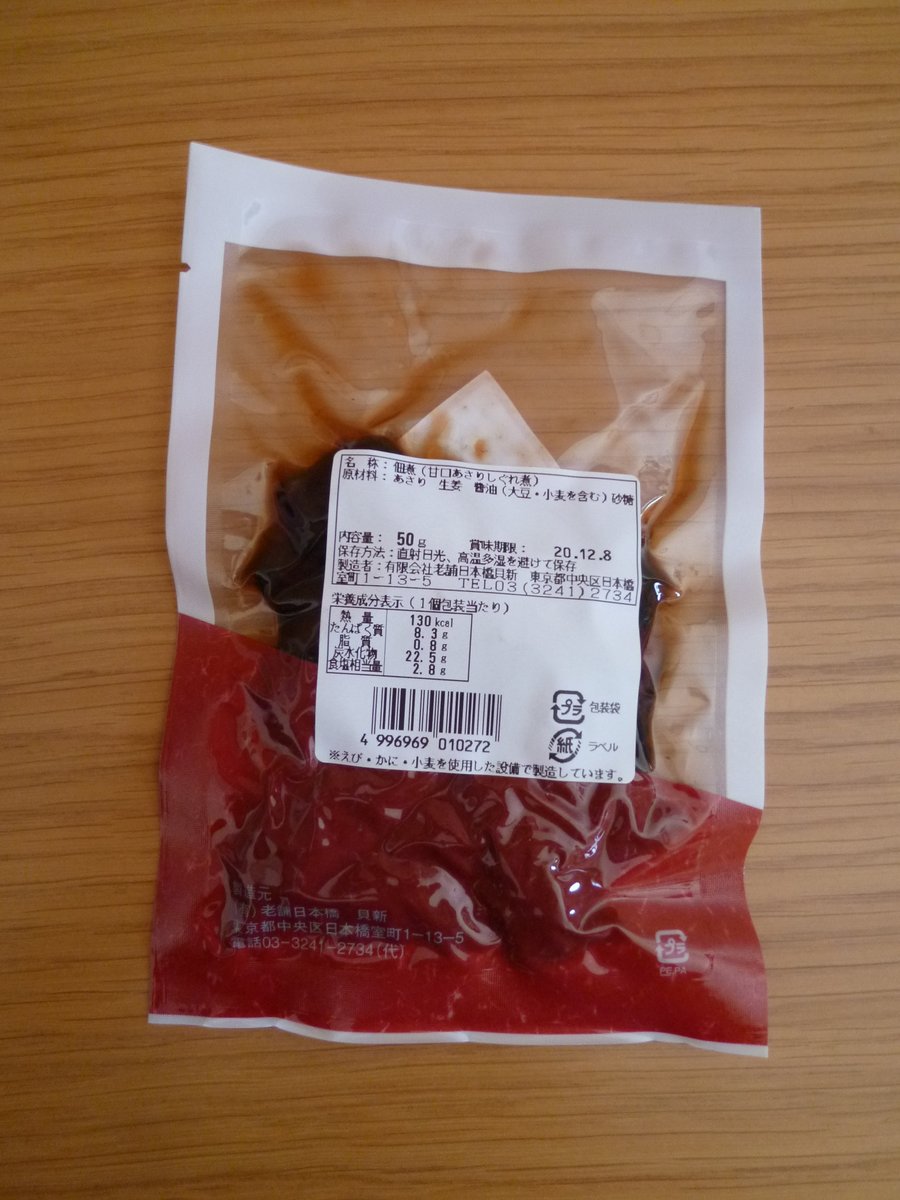 名 称：佃煮（甘口あさりしぐれ煮）
原材料：あさり 生姜 醤油（大豆・小麦を含む）砂糖
内容量： 50g 賞味期限： 20.12.8
保存方法：直射日光、高温多湿を避けて保存
製造者：有限会社老舗日本橋貝新 東京都中央区日本橋
室町1-13-5 TEL03(3241)2734
栄養成分表示（1個包装当たり）
熱 量 130kcal
たんぱく質 8.3g
脂 質 0.8g
炭水化物 22.5g
食塩相当量 2.8g
プラ 包装袋
紙 ラベル
4 996969 010272
※えび・かに・小麦を使用した設備で製造しています。
製造元
(有)老舗日本橋 貝新
東京都中央区日本橋室町1-13-5
電話03-3241-2734(代)
プラ
PE,PA